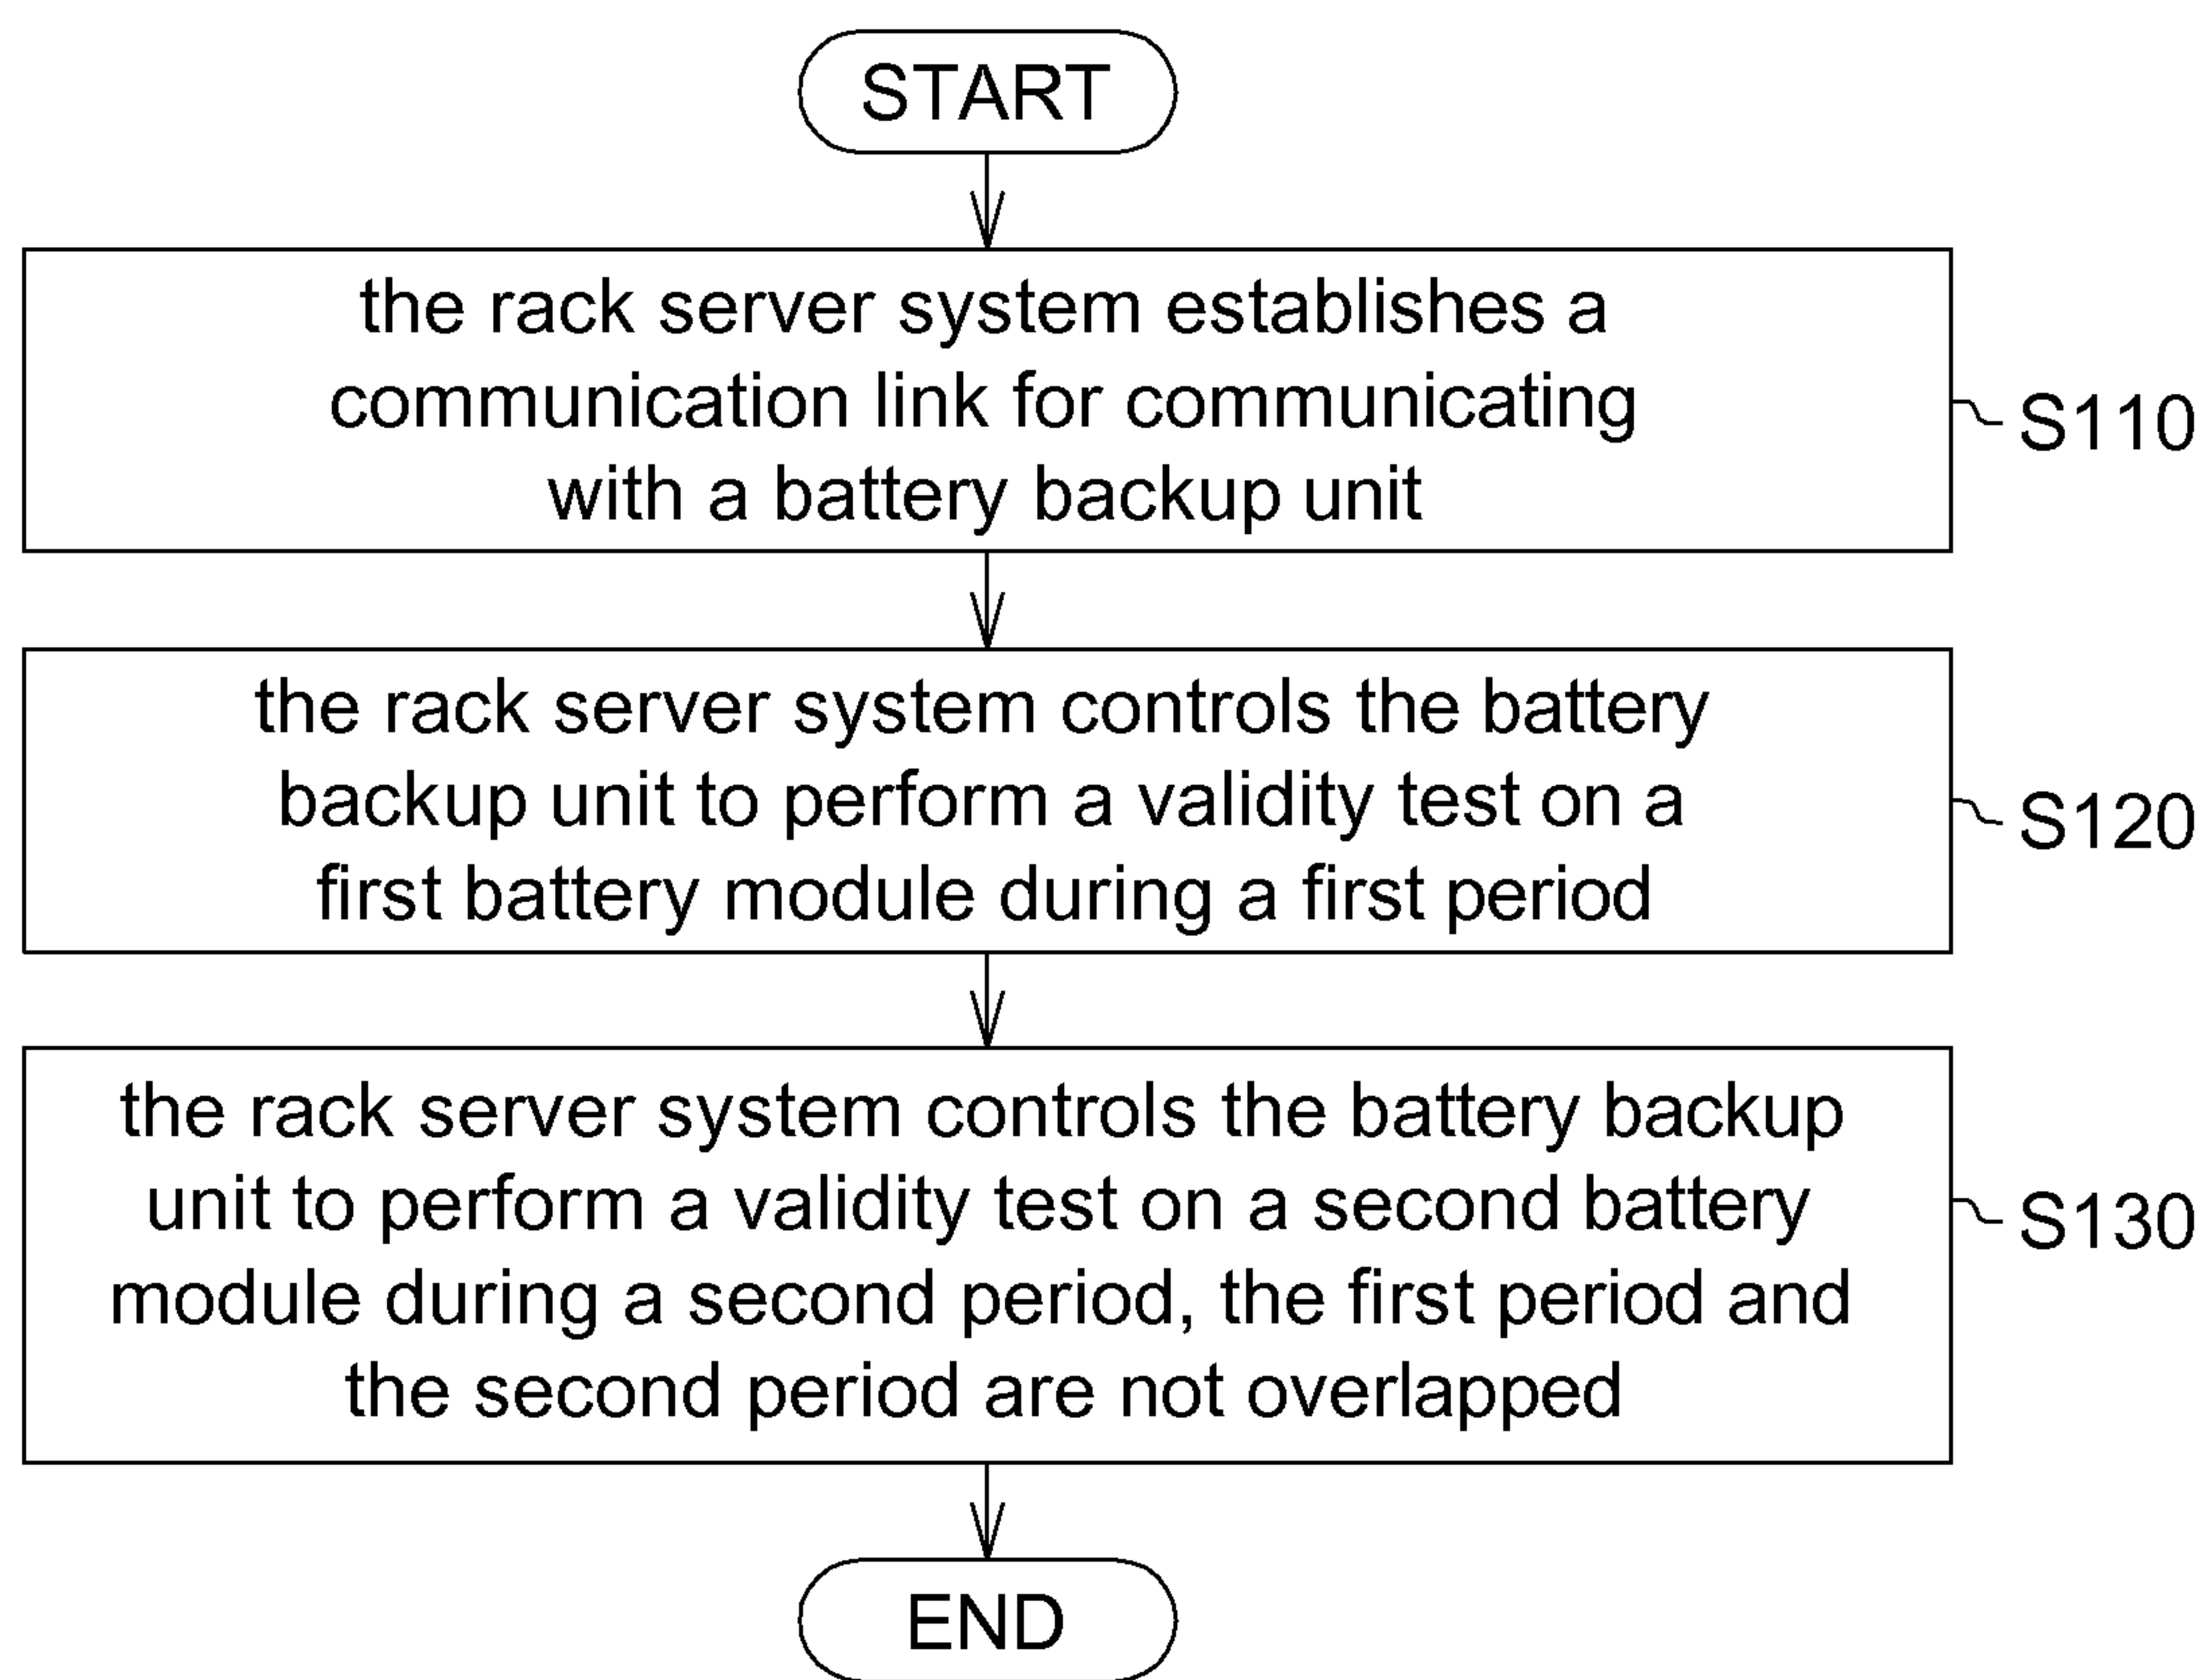 START
the rack server system establishes a
communication link for communicating
with a battery backup unit
S110
the rack server system controls the battery
backup unit to perform a validity test on a
first battery module during a first period
S120
the rack server system controls the battery backup
unit to perform a validity test on a second battery
module during a second period, the first period and
the second period are not overlapped
S130
END